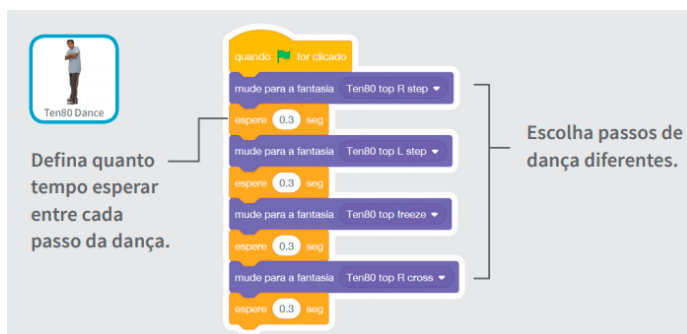 Ten80 Dance
Defina quanto
tempo esperar
entre cada
passo da dança.
quando for clicado
mude para a fantasia Ten80 top R step
espere 0.3 seg
mude para a fantasia Ten80 top L step
espere 0.3 seg
mude para a fantasia Ten80 top freeze
espere 0.3 seg
mude para a fantasia Ten80 top R cross
espere 0.3 seg
Escolha passos de
dança diferentes.